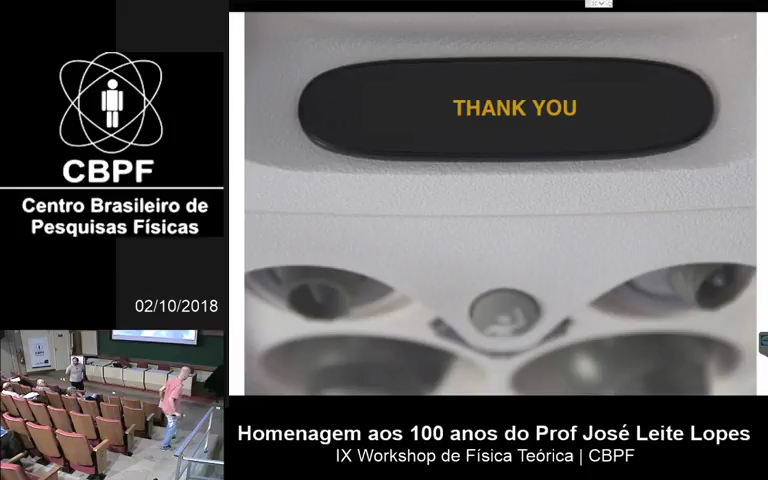 CBPF
Centro Brasileiro de
Pesquisas Físicas
02/10/2018
THANK YOU
Homenagem aos 100 anos do Prof José Leite Lopes
IX Workshop de Física Teórica | CBPF